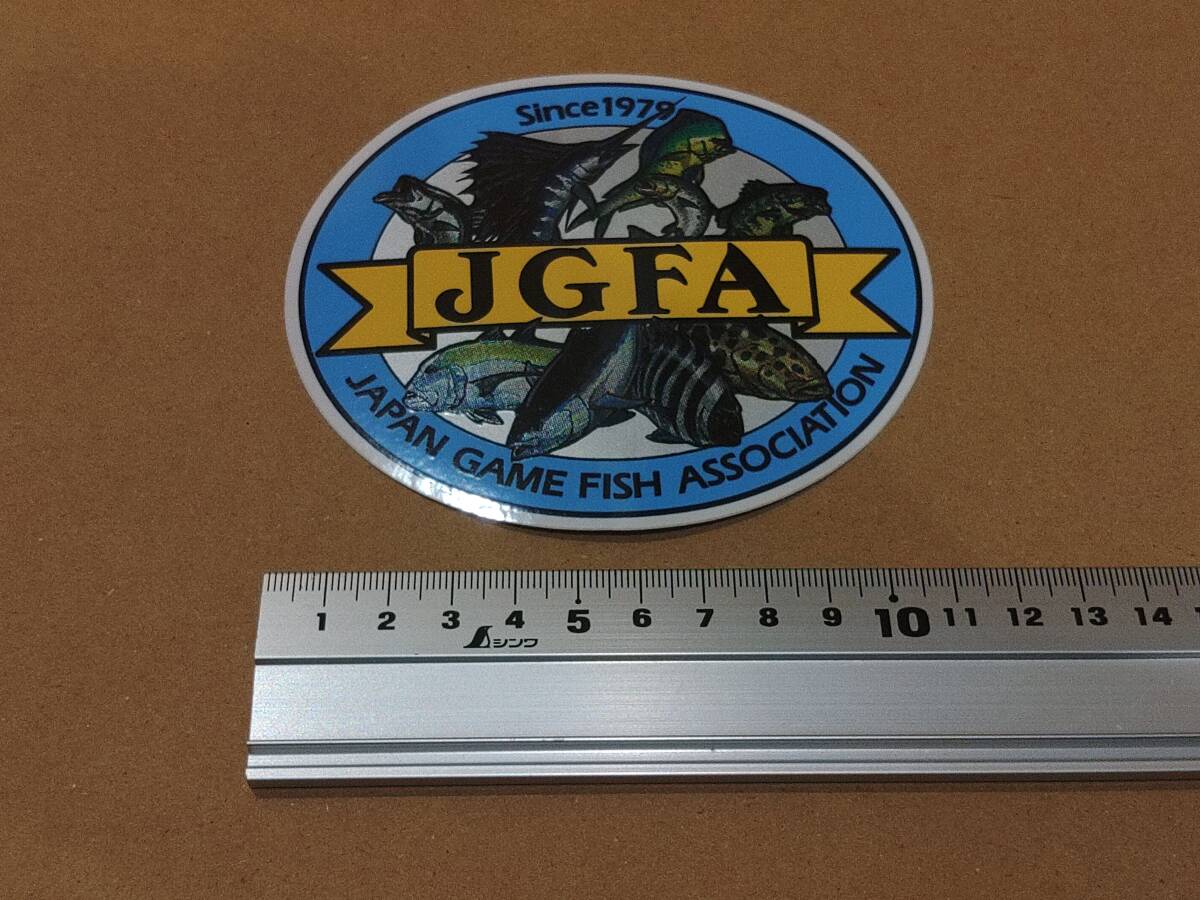 Since1979
JGFA
JAPAN GAME FISH ASSOCIATION
1 2 3 4 5 6 7 8 9 10 11 12 13 14
シンワ